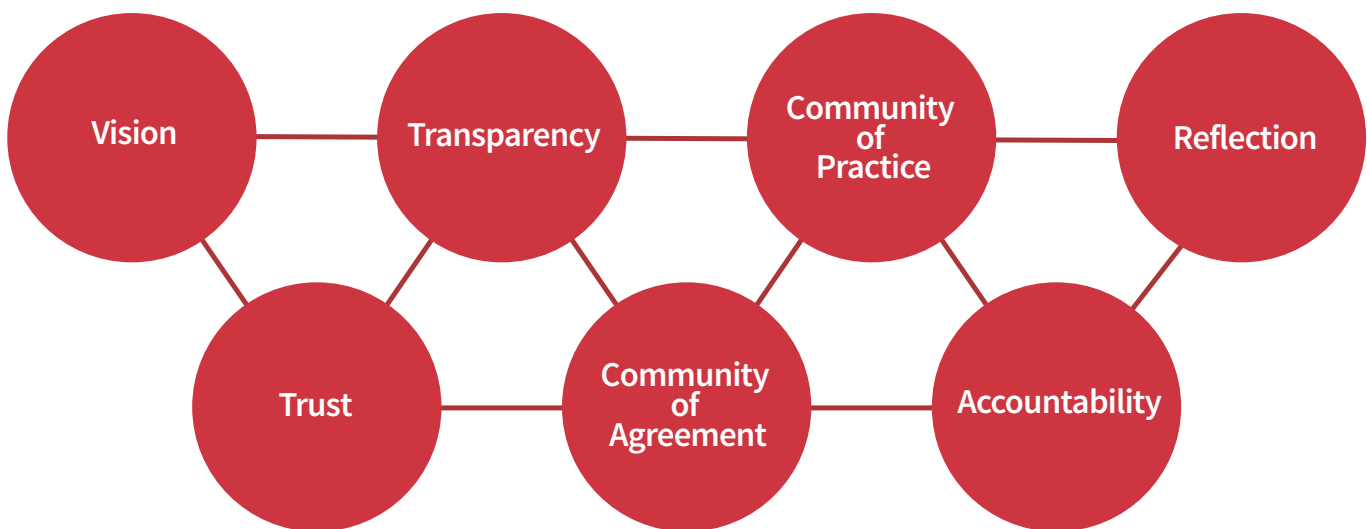 Vision
Transparency
Community
of
Practice
Reflection
Trust
Community
of
Agreement
Accountability